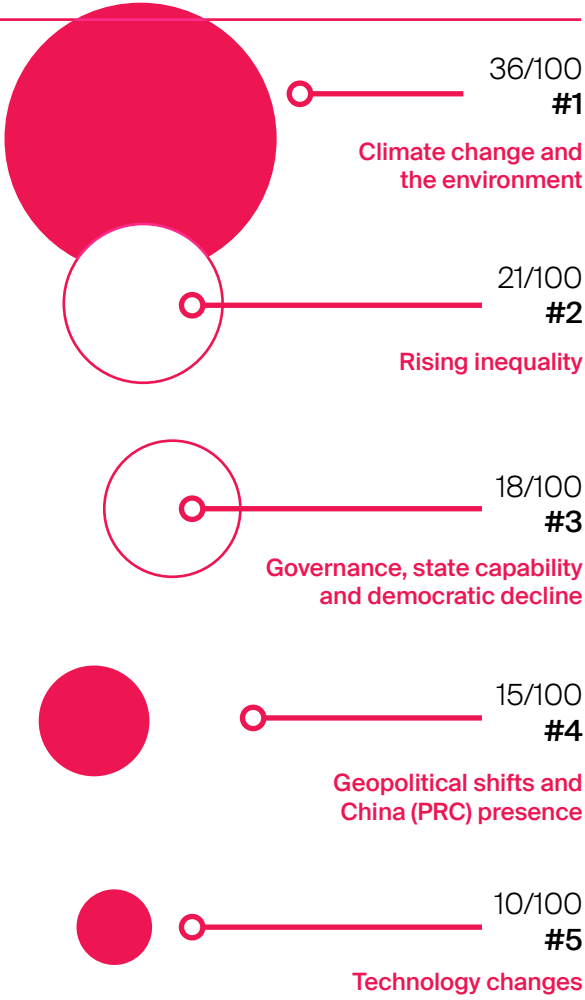 36/100
#1
Climate change and
the environment
21/100
#2
Rising inequality
18/100
#3
Governance, state capability
and democratic decline
15/100
#4
Geopolitical shifts and
China (PRC) presence
10/100
#5
Technology changes